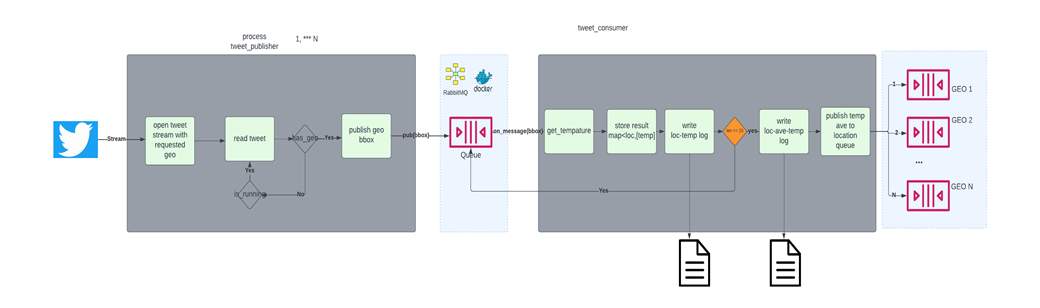 process
tweet_publisher
1, *** N
tweet_consumer
RabbitMQ
docker
Stream
open tweet
stream with
requested
geo
read tweet
has_geo
Yes
publish geo
bbox
pub(bbox)
Queue
on_message(bbox)
get_tempature
store result
map<loc,[temp]
write
loc-temp log
yes
write
loc-ave-temp
log
publish temp
ave to
location
queue
1
GEO 1
2
GEO 2
...
N
GEO N
Yes
is_running
No
Yes